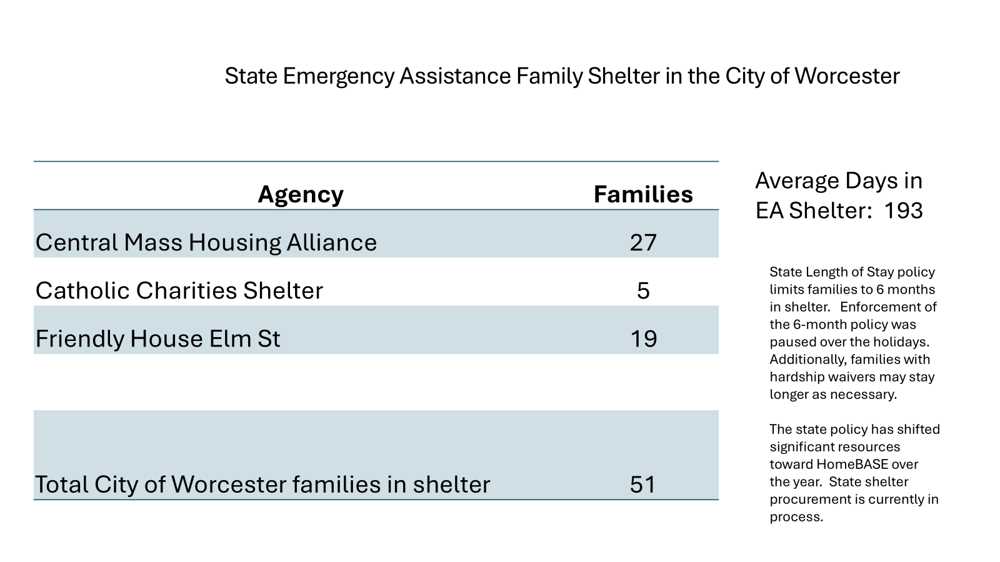 State Emergency Assistance Family Shelter in the City of Worcester
Agency Families
Central Mass Housing Alliance 27
Catholic Charities Shelter 5
Friendly House Elm St 19
Total City of Worcester families in shelter 51
Average Days in
EA Shelter: 193
State Length of Stay policy
limits families to 6 months
in shelter. Enforcement of
the 6-month policy was
paused over the holidays.
Additionally, families with
hardship waivers may stay
longer as necessary.
The state policy has shifted
significant resources
toward HomeBASE over
the year. State shelter
procurement is currently in
process.